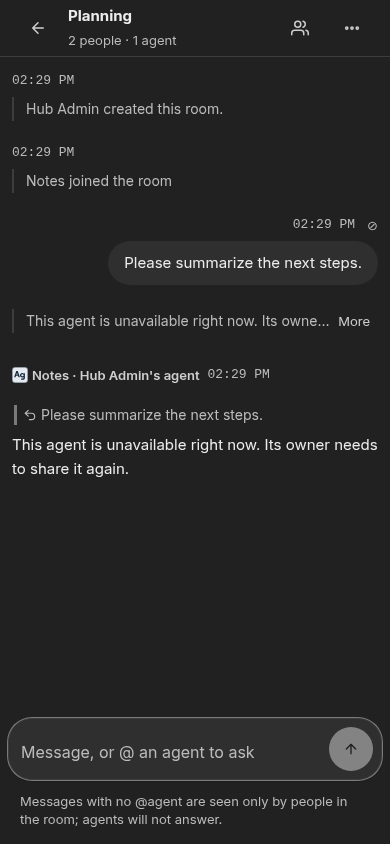 Planning
2 people · 1 agent
02:29 PM
Hub Admin created this room.
02:29 PM
Notes joined the room
02:29 PM
Please summarize the next steps.
This agent is unavailable right now. Its owne... More
Ag Notes · Hub Admin's agent 02:29 PM
Please summarize the next steps.
This agent is unavailable right now. Its owner needs
to share it again.
Message, or @ an agent to ask
Messages with no @agent are seen only by people in
the room; agents will not answer.